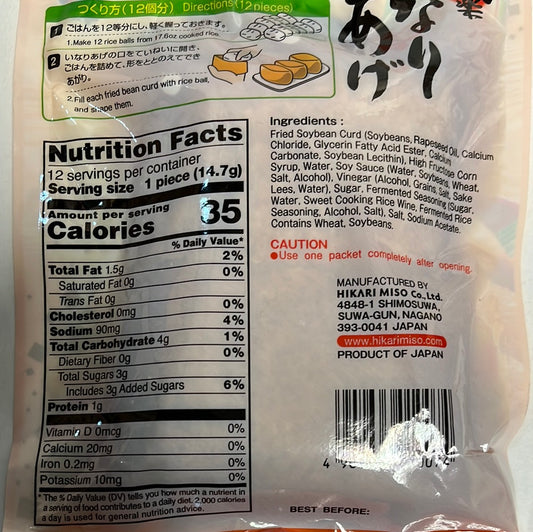 つくり方(12個分) Directions(12pieces)
1 ごはんを12等分にし、軽く握っておきます。
1.Make 12 rice balls from 17.6oz cooked rice.
2 いなりあげの口をていねいに開き、
ごはんを詰めて、形をととのえてでき
あがり。
2.Fill each fried bean curd with rice ball,
and shape them.
なり
あげ
Nutrition Facts
12 servings per container
Serving size 1 piece (14.7g)
Amount per serving
Calories 35
% Daily Value*
Total Fat 1.5g 2%
Saturated Fat 0g 0%
Trans Fat 0g
Cholesterol 0mg 0%
Sodium 90mg 4%
Total Carbohydrate 4g 1%
Dietary Fiber 0g 0%
Total Sugars 3g
Includes 3g Added Sugars 6%
Protein 1g
Vitamin D 0mcg 0%
Calcium 20mg 0%
Iron 0.2mg 0%
Potassium 10mg 0%
*The % Daily Value (DV) tells you how much a nutrient in
a serving of food contributes to a daily diet. 2,000 calories
a day is used for general nutrition advice.
Ingredients :
Fried Soybean Curd (Soybeans, Rapeseed Oil, Calcium
Chloride, Glycerin Fatty Acid Ester, Calcium
Carbonate, Soybean Lecithin), High Fructose Corn
Syrup, Water, Soy Sauce (Water, Soybeans, Wheat,
Salt, Alcohol), Vinegar (Alcohol, Grains, Salt, Sake
Lees, Water), Sugar, Fermented Seasoning (Sugar,
Water, Sweet Cooking Rice Wine, Fermented Rice
Seasoning, Alcohol, Salt), Salt, Sodium Acetate.
Contains Wheat, Soybeans.
CAUTION
●Use one packet completely after opening.
MANUFACTURED BY
HIKARI MISO Co., Ltd.
4848-1 SHIMOSUWA,
SUWA-GUN, NAGANO
393-0041 JAPAN
www.hikarimiso.com
PRODUCT OF JAPAN
BEST BEFORE: